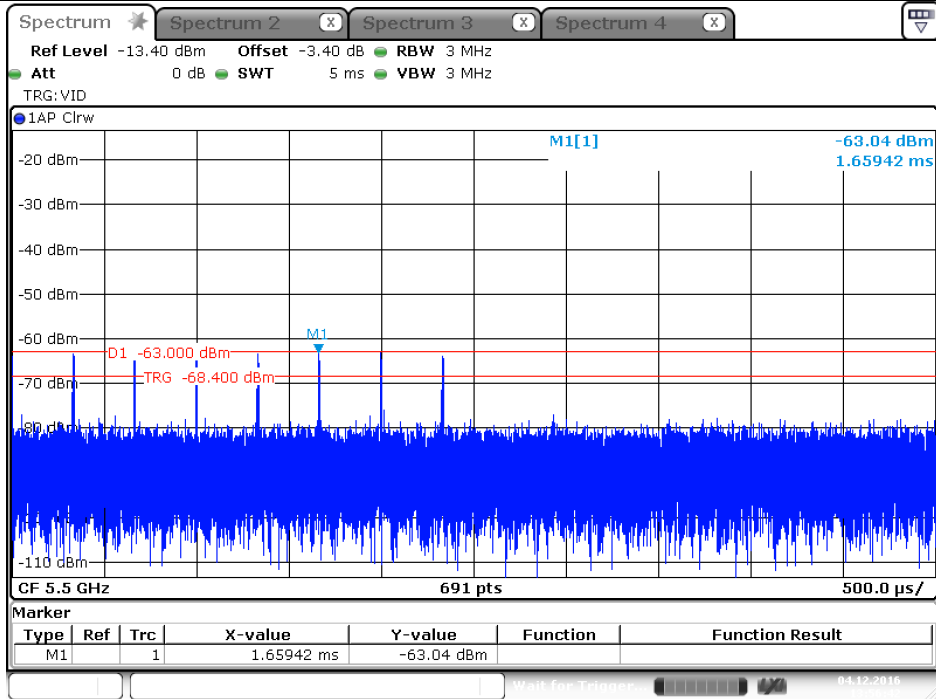 Spectrum Spectrum 2 X Spectrum 3 X Spectrum 4 X
Ref Level -13.40 dBm Offset -3.40 dB RBW 3 MHz
Att 0 dB SWT 5 ms VBW 3 MHz
TRG:VID
1AP Clrw
M1[1] -63.04 dBm
1.65942 ms
-20 dBm
-30 dBm
-40 dBm
-50 dBm
-60 dBm
M1
D1 -63.000 dBm
TRG -68.400 dBm
-70 dBm
-80 dBm
-110 dBm
CF 5.5 GHz 691 pts 500.0 µs/
Marker
Type Ref Trc X-value Y-value Function Function Result
M1 1 1.65942 ms -63.04 dBm
Wait for Trigger... 04.12.2016